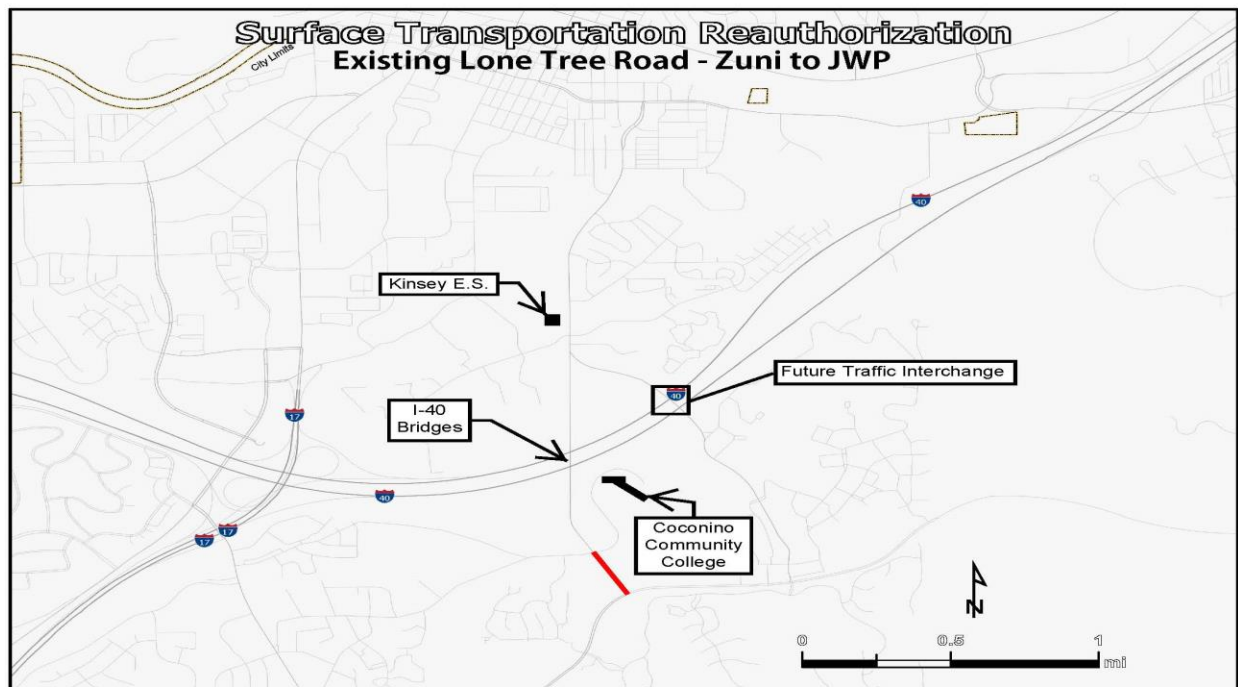 Surface Transportation Reauthorization
Existing Lone Tree Road - Zuni to JWP
City Limits
40
Kinsey E.S.
Future Traffic Interchange
40
I-40
Bridges
17
40
Coconino
Community
College
17
17
N
0 0.5 1
mi